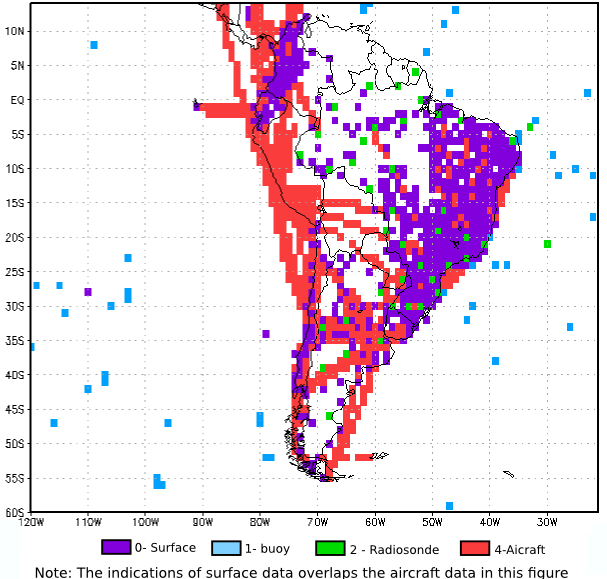 10N
5N
EQ
5S
10S
15S
20S
25S
30S
35S
40S
45S
50S
55S
60S
120W 110W 100W 90W 80W 70W 60W 50W 40W 30W
0- Surface 1- buoy 2 - Radiosonde 4-Aicraft
Note: The indications of surface data overlaps the aircraft data in this figure